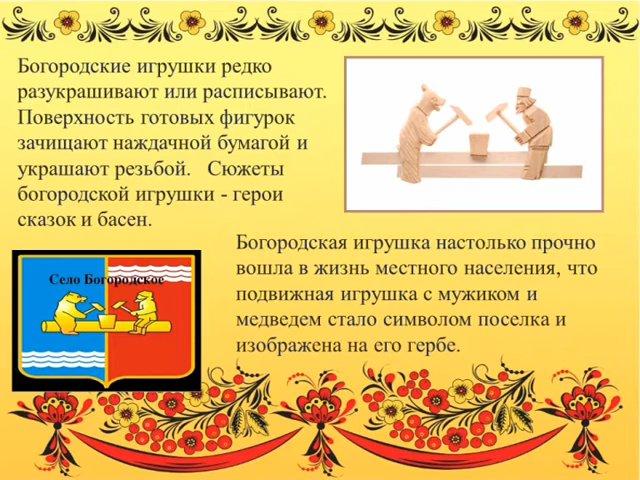 Богородские игрушки редко
разукрашивают или расписывают.
Поверхность готовых фигурок
зачищают наждачной бумагой и
украшают резьбой. Сюжеты
богородской игрушки - герои
сказок и басен.
Село Богородское
Богородская игрушка настолько прочно
вошла в жизнь местного населения, что
подвижная игрушка с мужиком и
медведем стало символом поселка и
изображена на его гербе.